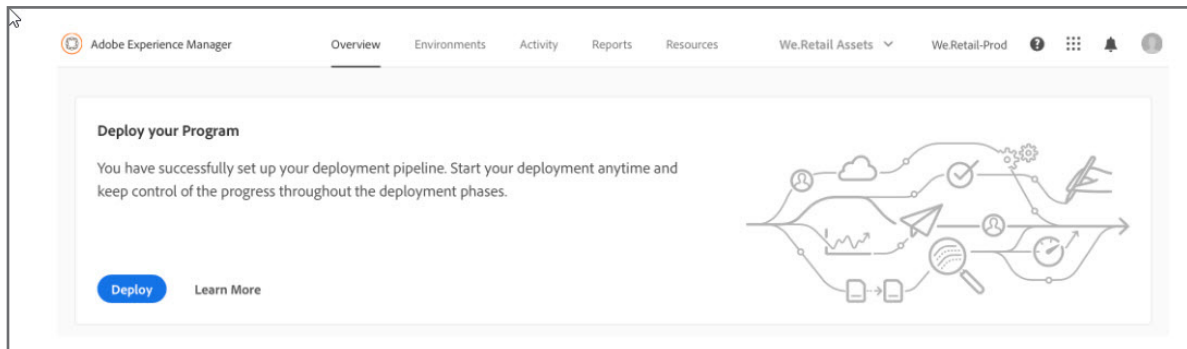 Adobe Experience Manager Overview Environments Activity Reports Resources We.Retail Assets We.Retail-Prod ?
Deploy your Program
You have successfully set up your deployment pipeline. Start your deployment anytime and
keep control of the progress throughout the deployment phases.
Deploy Learn More